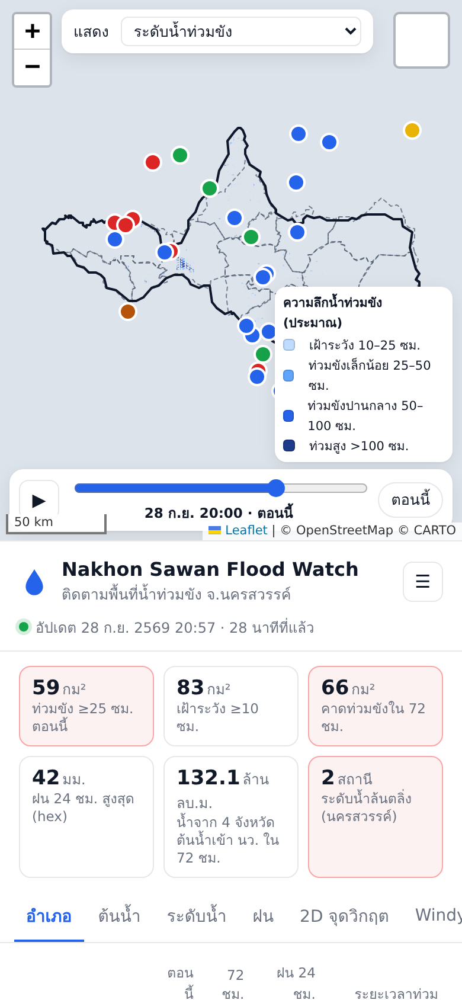 +
−
แสดง ระดับน้ำท่วมขัง
ความลึกน้ำท่วมขัง
(ประมาณ)
เฝ้าระวัง 10–25 ซม.
ท่วมขังเล็กน้อย 25–50
ซม.
ท่วมขังปานกลาง 50–
100 ซม.
ท่วมสูง >100 ซม.
▶
28 ก.ย. 20:00 · ตอนนี้
ตอนนี้
50 km
Leaflet | © OpenStreetMap © CARTO
Nakhon Sawan Flood Watch
ติดตามพื้นที่น้ำท่วมขัง จ.นครสวรรค์
☰
อัปเดต 28 ก.ย. 2569 20:57 · 28 นาทีที่แล้ว
59 กม²
ท่วมขัง ≥25 ซม.
ตอนนี้
83 กม²
เฝ้าระวัง ≥10
ซม.
66 กม²
คาดท่วมขังใน 72
ชม.
42 มม.
ฝน 24 ชม. สูงสุด
(hex)
132.1 ล้าน
ลบ.ม.
น้ำจาก 4 จังหวัด
ต้นน้ำเข้า นว. ใน
72 ชม.
2 สถานี
ระดับน้ำล้นตลิ่ง
(นครสวรรค์)
อำเภอ ต้นน้ำ ระดับน้ำ ฝน 2D จุดวิกฤต Windy
ตอน
นี้
72
ชม.
ฝน 24
ชม.
ระยะเวลาท่วม